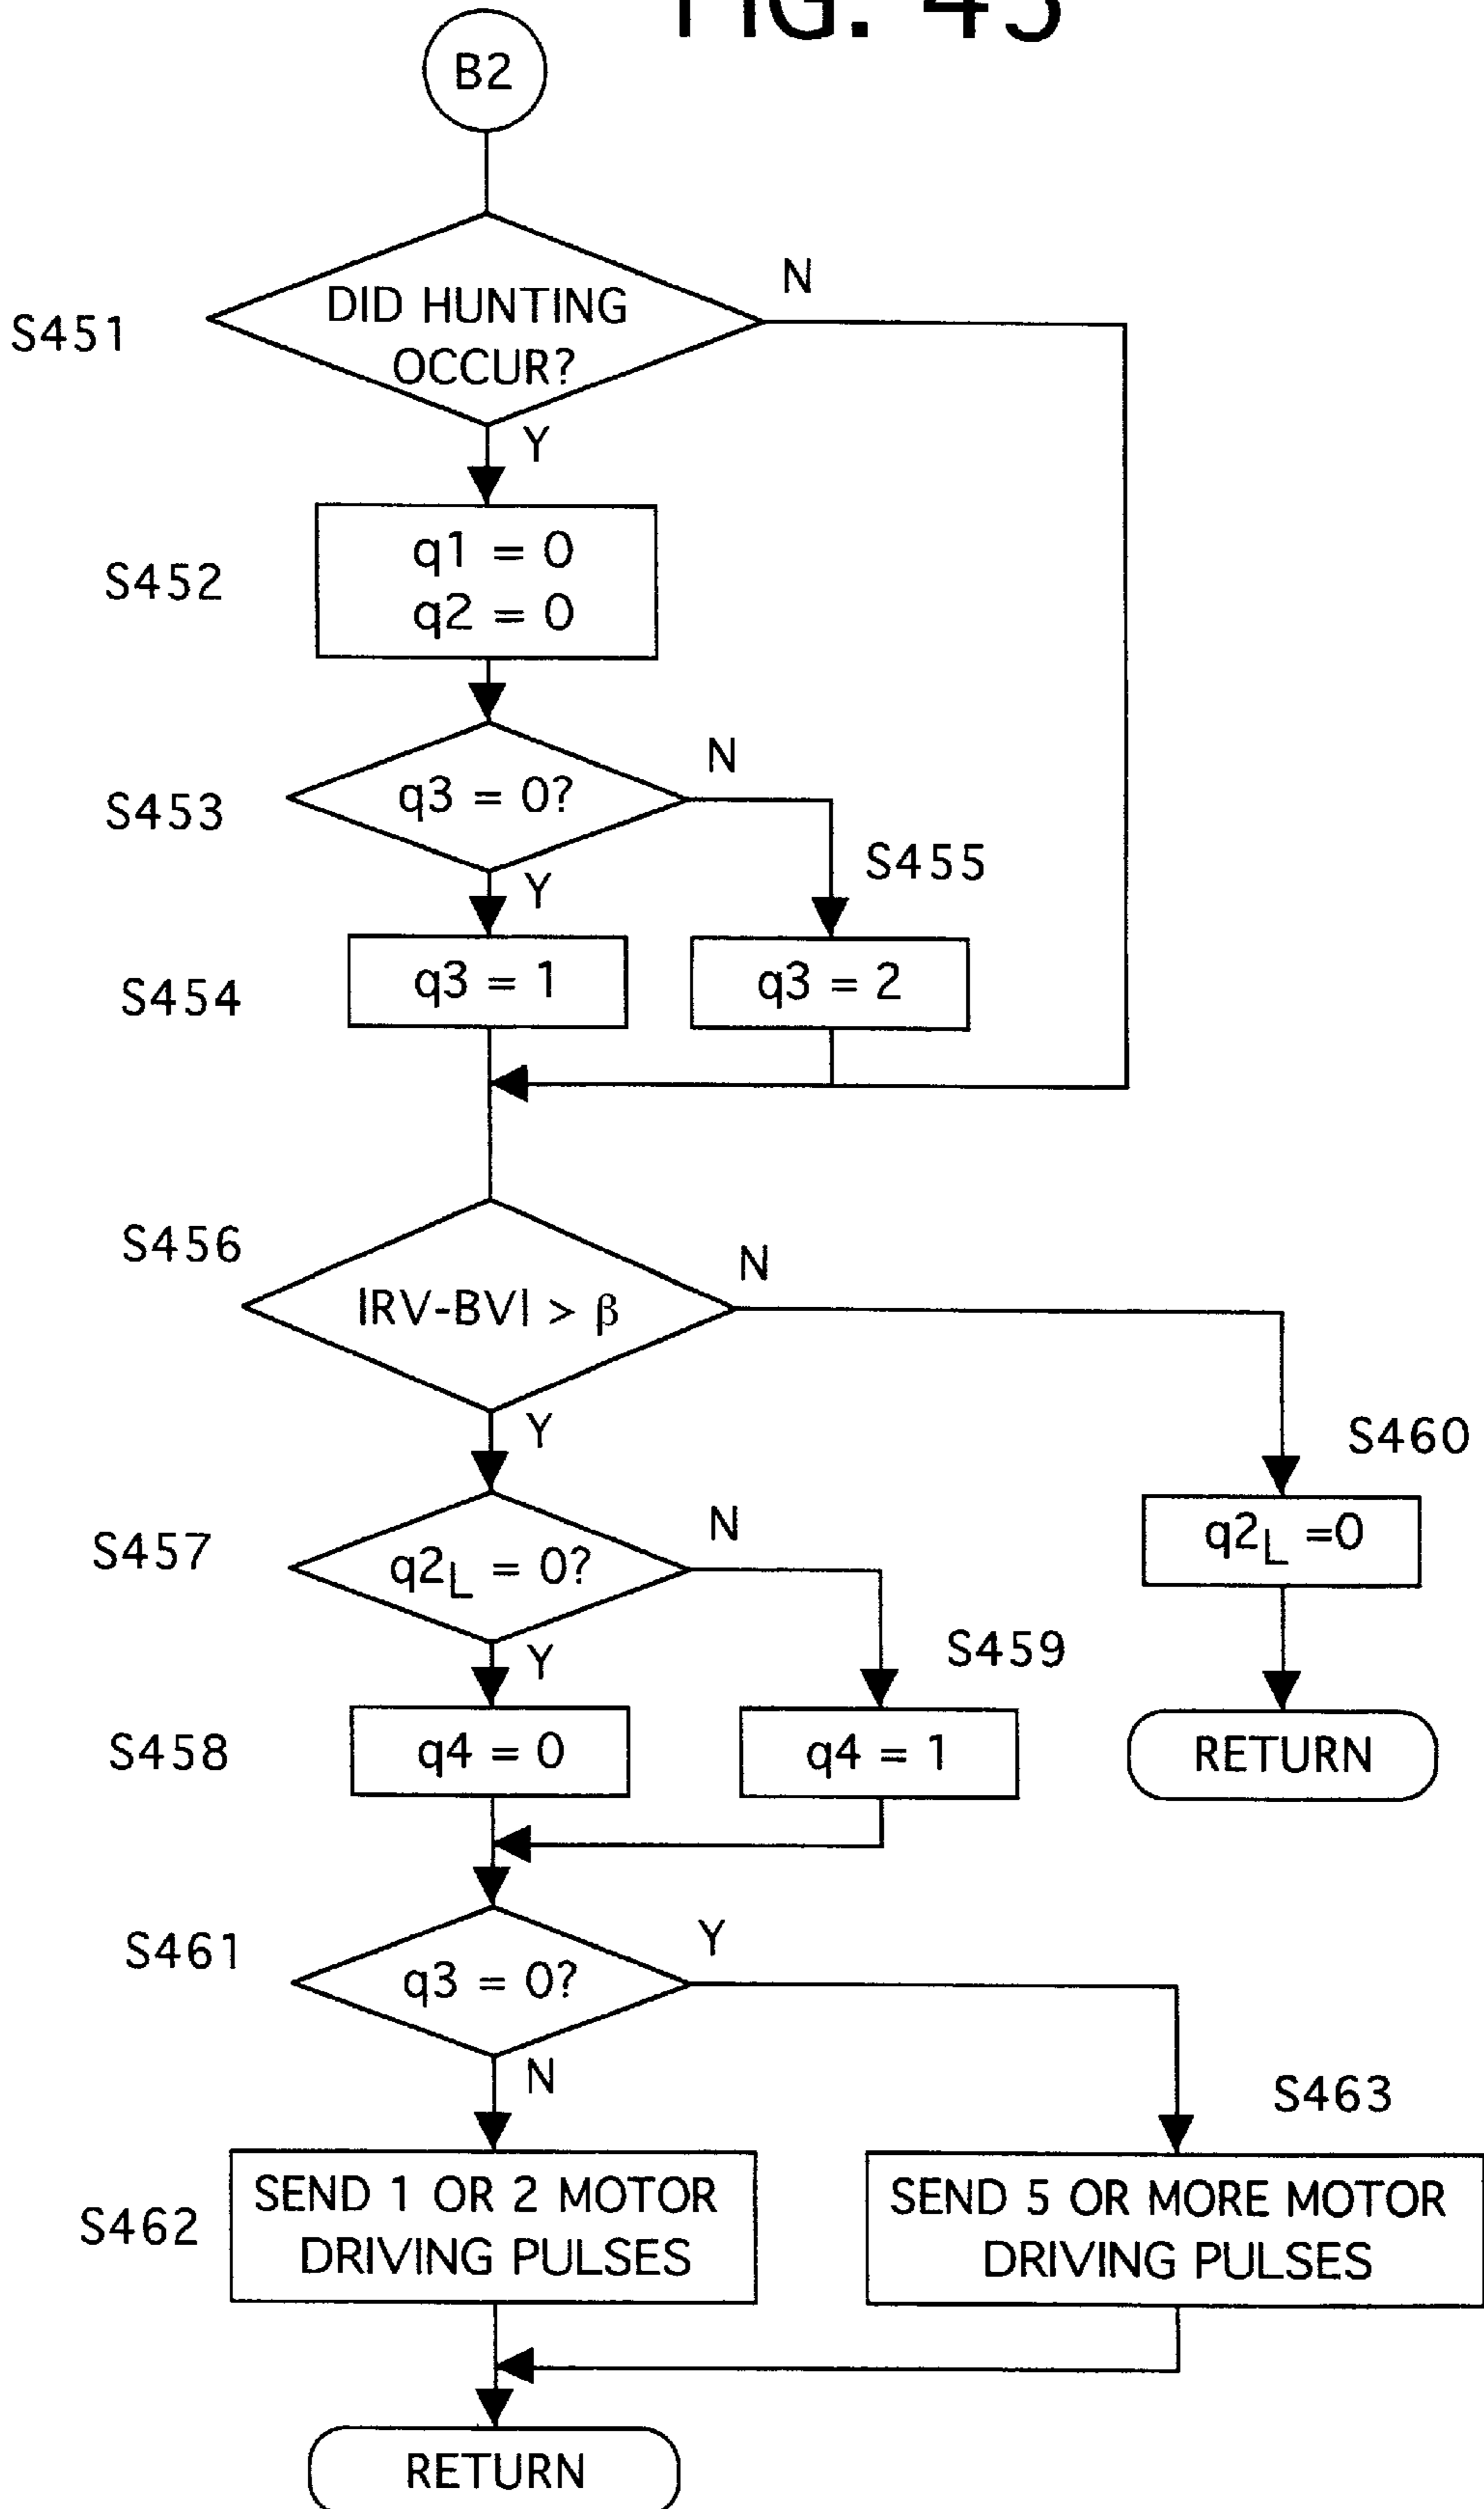 FIG. 45
B2
S451
DID HUNTING
OCCUR?
N
Y
S452
q1 = 0
q2 = 0
S453
q3 = 0?
N
Y
S455
S454
q3 = 1
q3 = 2
S456
|RV-BV| > β
N
Y
S460
q2L =0
S457
q2L = 0?
N
Y
S459
S458
q4 = 0
q4 = 1
RETURN
S461
q3 = 0?
Y
N
S463
S462
SEND 1 OR 2 MOTOR
DRIVING PULSES
SEND 5 OR MORE MOTOR
DRIVING PULSES
RETURN